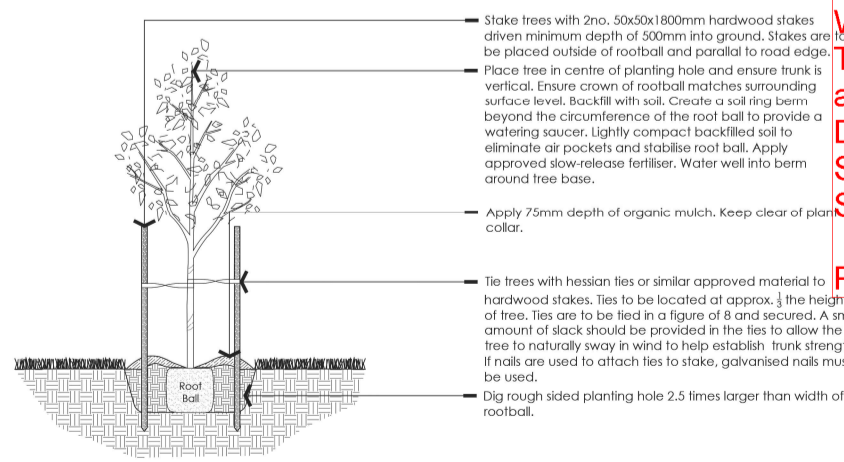 Stake trees with 2no. 50x50x1800mm hardwood stakes
driven minimum depth of 500mm into ground. Stakes are to
be placed outside of rootball and parallal to road edge.
Place tree in centre of planting hole and ensure trunk is
vertical. Ensure crown of rootball matches surrounding
surface level. Backfill with soil. Create a soil ring berm
beyond the circumference of the root ball to provide a
watering saucer. Lightly compact backfilled soil to
eliminate air pockets and stabilise root ball. Apply
approved slow-release fertiliser. Water well into berm
around tree base.
Apply 75mm depth of organic mulch. Keep clear of plant
collar.
Tie trees with hessian ties or similar approved material to
hardwood stakes. Ties to be located at approx. 1/3 the height
of tree. Ties are to be tied in a figure of 8 and secured. A
amount of slack should be provided in the ties to allow the
tree to naturally sway in wind to help establish trunk
If nails are used to attach ties to stake, galvanised nails
be used.
Dig rough sided planting hole 2.5 times larger than width of
rootball.
Root
Ball